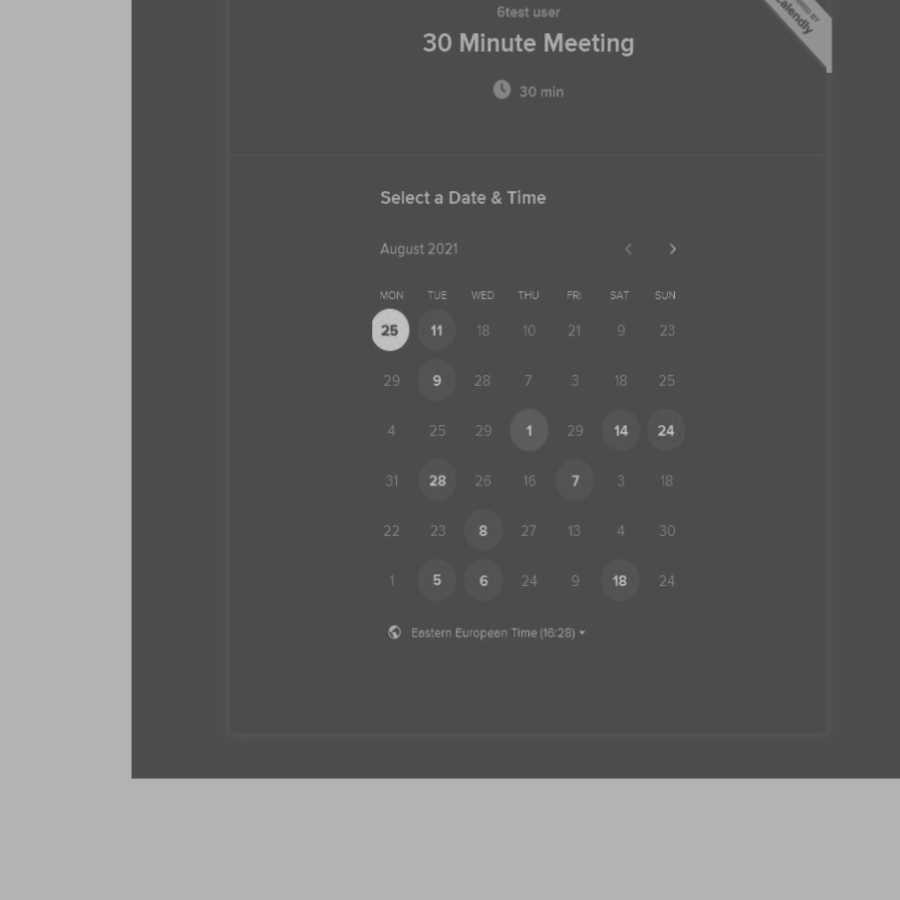 6test user
30 Minute Meeting
30 min
Calendly
Select a Date & Time
August 2021
MON TUE WED THU FRI SAT SUN
25 11 18 10 21 9 23
29 9 28 7 3 18 25
4 25 29 1 29 14 24
31 28 26 16 7 3 18
22 23 8 27 13 4 30
1 5 6 24 9 18 24
Eastern European Time (16:28)